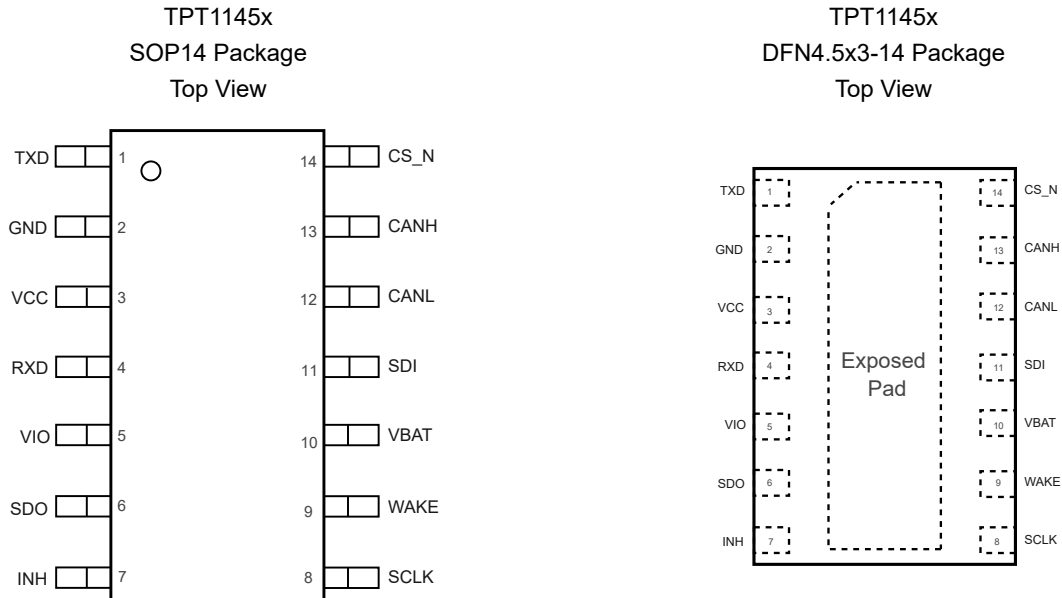 TPT1145x
SOP14 Package
Top View
TXD 1 14 CS_N
GND 2 13 CANH
VCC 3 12 CANL
RXD 4 11 SDI
VIO 5 10 VBAT
SDO 6 9 WAKE
INH 7 8 SCLK
TPT1145x
DFN4.5x3-14 Package
Top View
TXD 1 14 CS_N
GND 2 13 CANH
VCC 3 12 CANL
RXD 4 11 SDI
Exposed
Pad
VIO 5 10 VBAT
SDO 6 9 WAKE
INH 7 8 SCLK